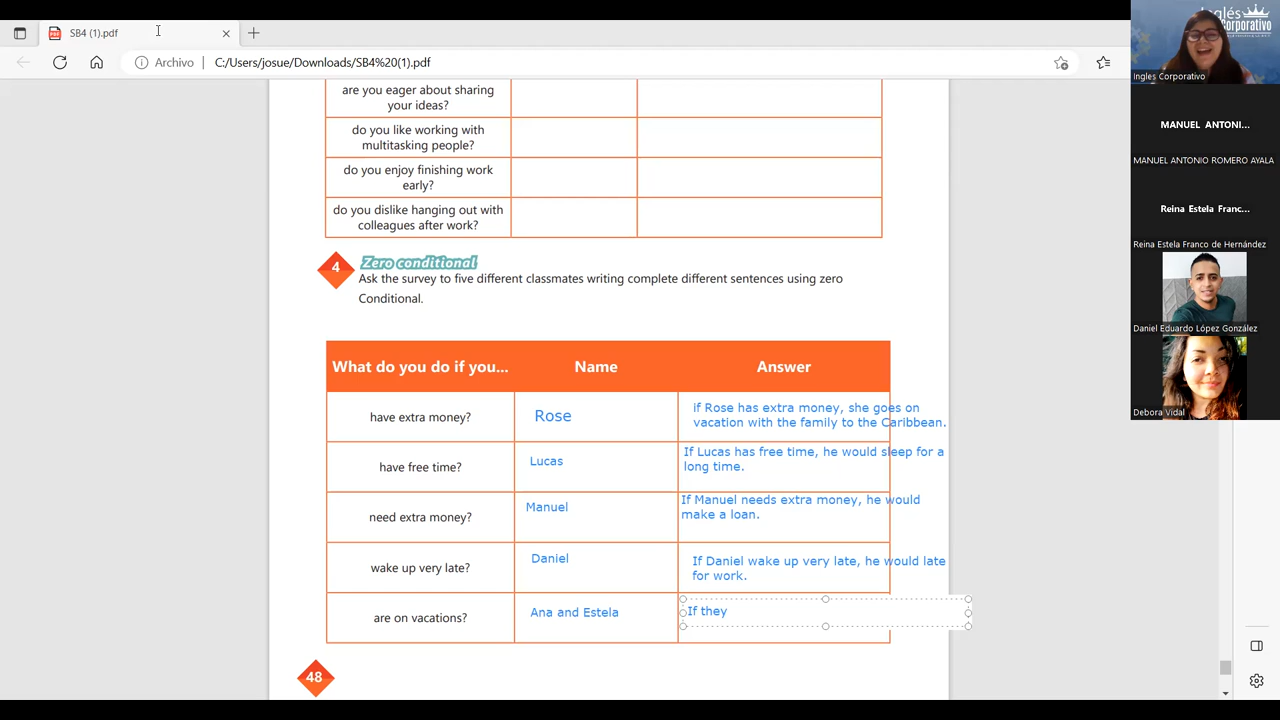 SB4 (1).pdf
Archivo
C:/Users/josue/Downloads/SB4%20(1).pdf
Inglés
Corporativo
Ingles Corporativo
MANUEL ANTONI...
MANUEL ANTONIO ROMERO AYALA
Reina Estela Franc...
Reina Estela Franco de Hernández
Daniel Eduardo López González
Debora Vidal
are you eager about sharing
your ideas?
do you like working with
multitasking people?
do you enjoy finishing work
early?
do you dislike hanging out with
colleagues after work?
4
Zero conditional
Ask the survey to five different classmates writing complete different sentences using zero
Conditional.
What do you do if you...
Name
Answer
have extra money?
Rose
if Rose has extra money, she goes on
vacation with the family to the Caribbean.
have free time?
Lucas
If Lucas has free time, he would sleep for a
long time.
need extra money?
Manuel
If Manuel needs extra money, he would
make a loan.
wake up very late?
Daniel
If Daniel wake up very late, he would late
for work.
are on vacations?
Ana and Estela
If they
48